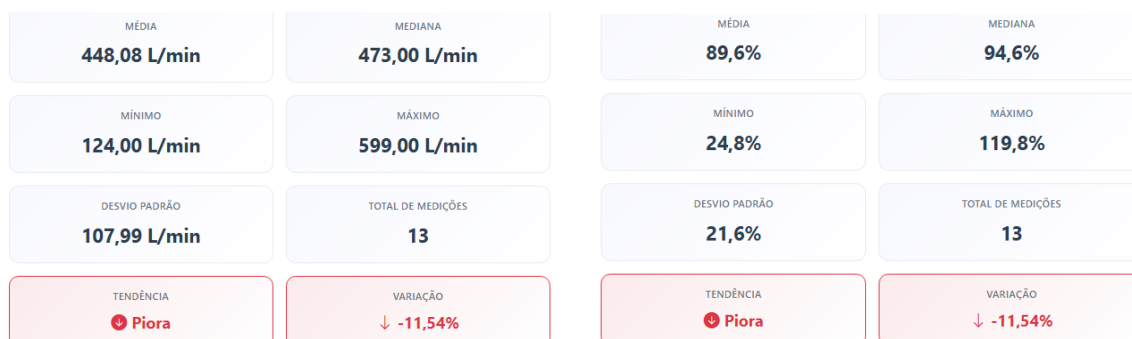 MÉDIA
448,08 L/min
MEDIANA
473,00 L/min
MÍNIMO
124,00 L/min
MÁXIMO
599,00 L/min
DESVIO PADRÃO
107,99 L/min
TOTAL DE MEDIÇÕES
13
TENDÊNCIA
Piora
VARIAÇÃO
-11,54%
MÉDIA
89,6%
MEDIANA
94,6%
MÍNIMO
24,8%
MÁXIMO
119,8%
DESVIO PADRÃO
21,6%
TOTAL DE MEDIÇÕES
13
TENDÊNCIA
Piora
VARIAÇÃO
-11,54%